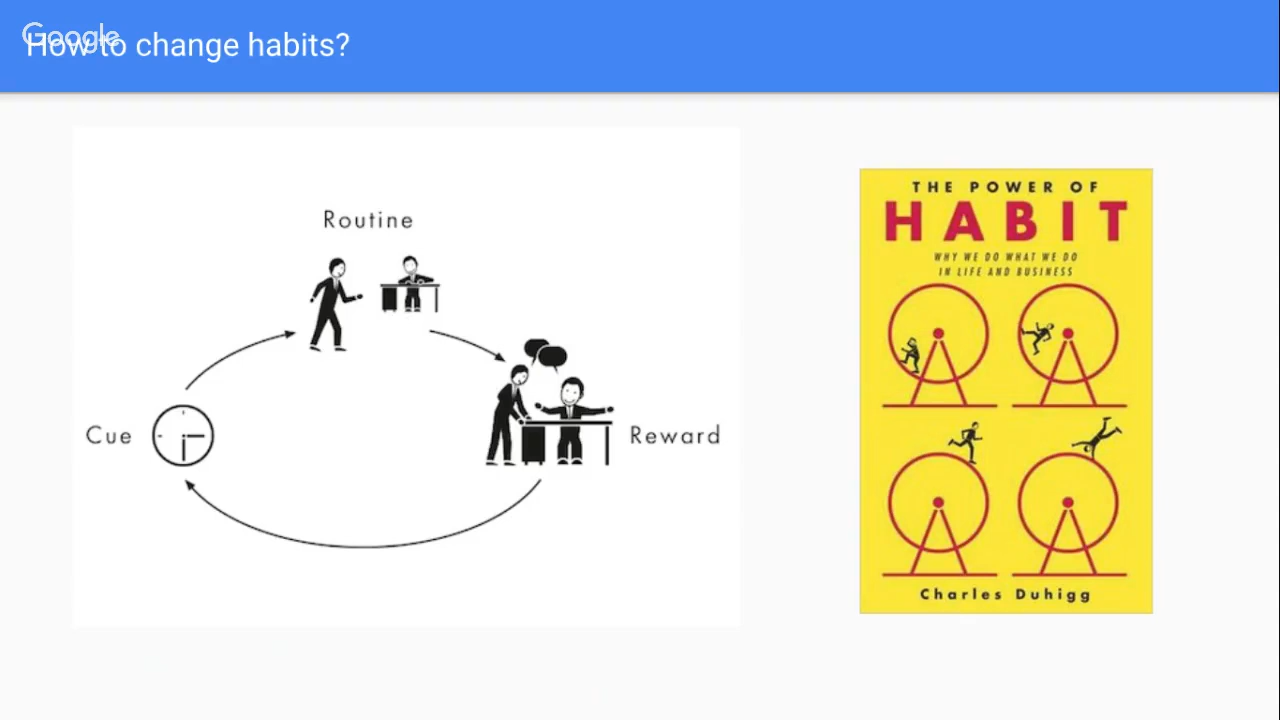 Google
How to change habits?
Routine
Cue
Reward
THE POWER OF
HABIT
WHY WE DO WHAT WE DO
IN LIFE AND BUSINESS
Charles Duhigg